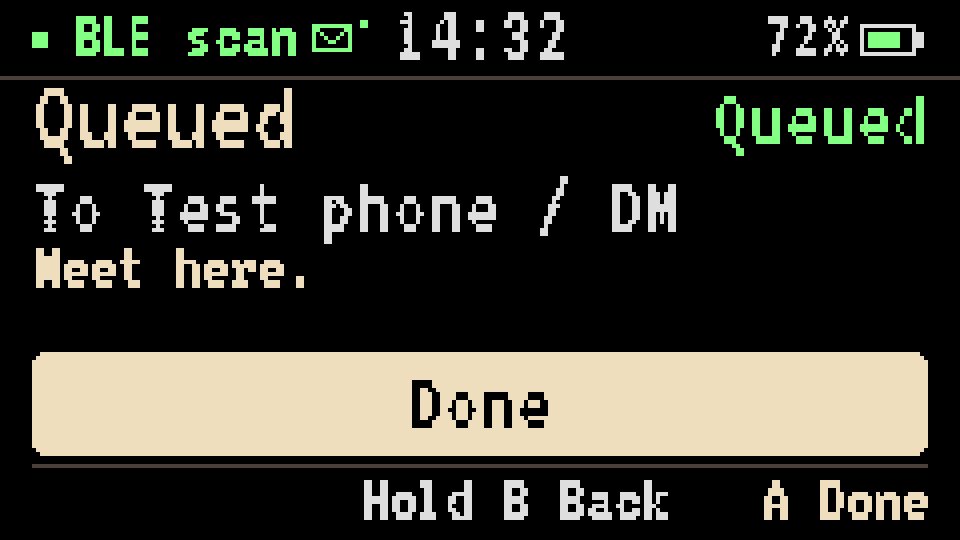 BLE scan 14:32 72%
Queued Queued
To Test phone / DM
Meet here.
Done
Hold B Back A Done